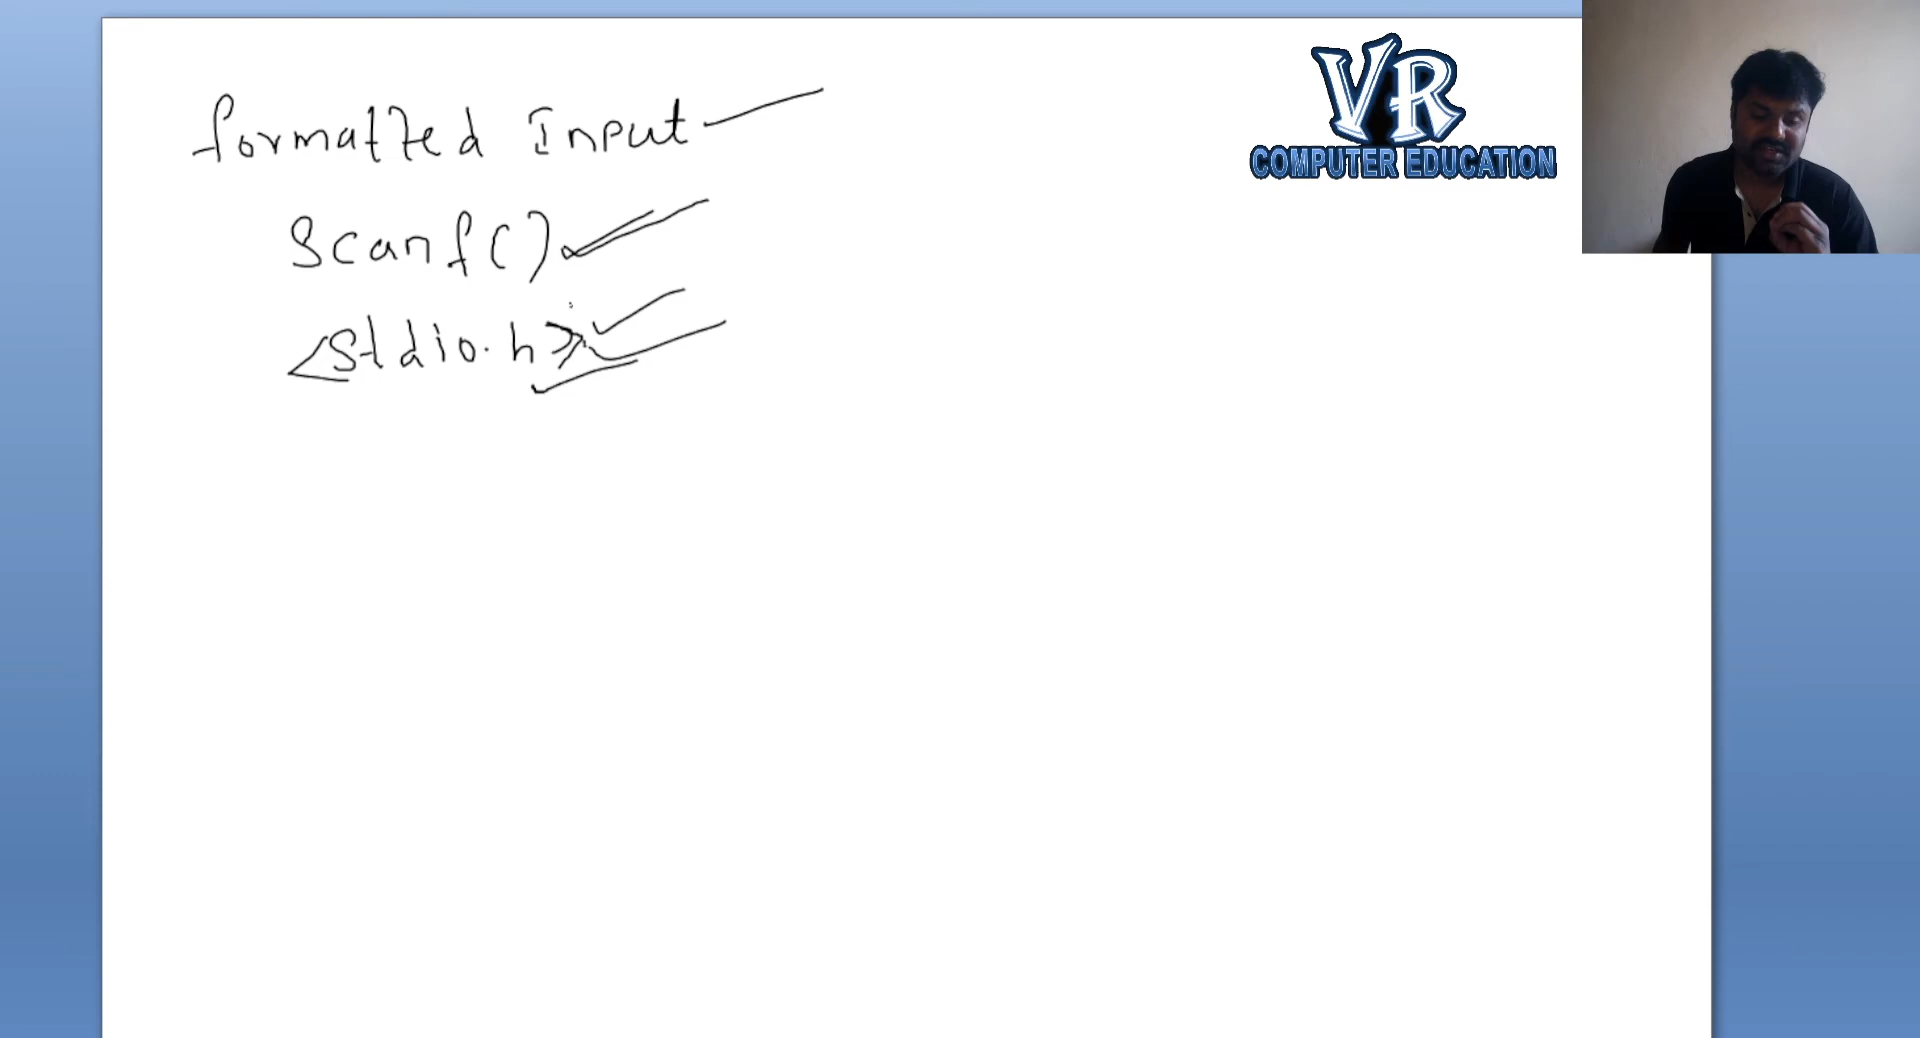 formatted Input
Scanf()
<stdio.h>
VR
COMPUTER EDUCATION